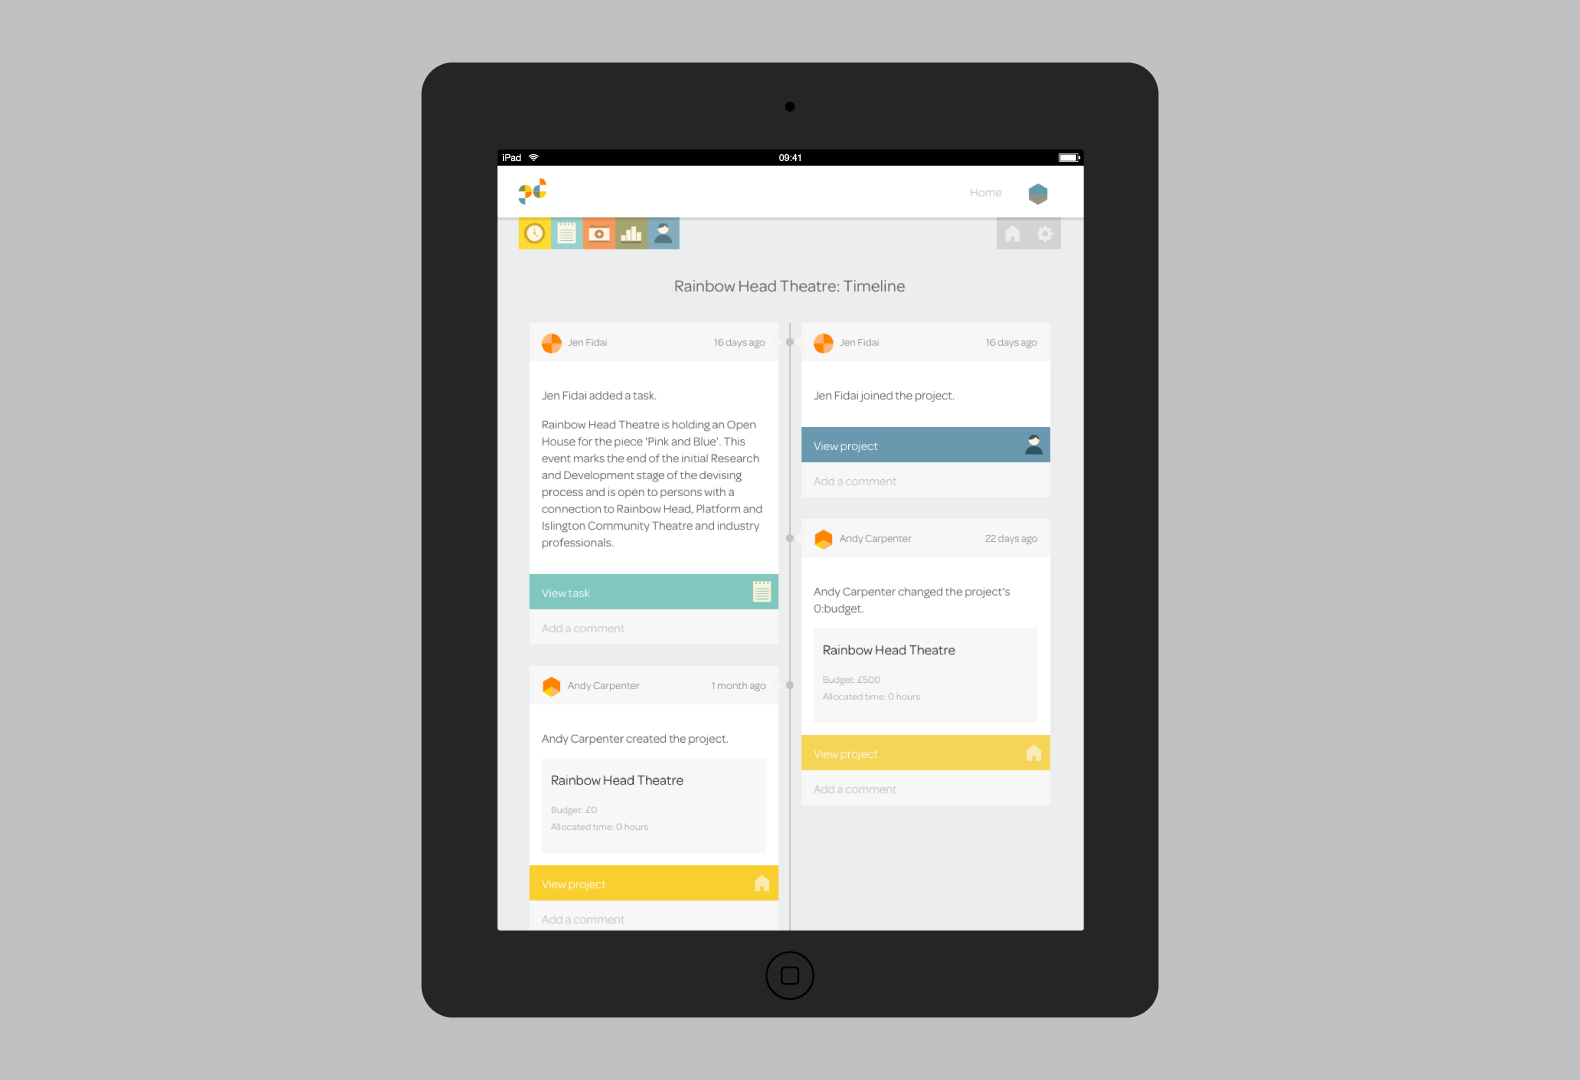 iPad
09:41
Home
Rainbow Head Theatre: Timeline
Jen Fidai
16 days ago
Jen Fidai added a task.
Rainbow Head Theatre is holding an Open
House for the piece 'Pink and Blue'. This
event marks the end of the initial Research
and Development stage of the devising
process and is open to persons with a
connection to Rainbow Head, Platform and
Islington Community Theatre and industry
professionals.
View task
Add a comment
Andy Carpenter
1 month ago
Andy Carpenter created the project.
Rainbow Head Theatre
Budget: £0
Allocated time: 0 hours
View project
Add a comment
Jen Fidai
16 days ago
Jen Fidai joined the project.
View project
Add a comment
Andy Carpenter
22 days ago
Andy Carpenter changed the project's
0:budget.
Rainbow Head Theatre
Budget: £500
Allocated time: 0 hours
View project
Add a comment